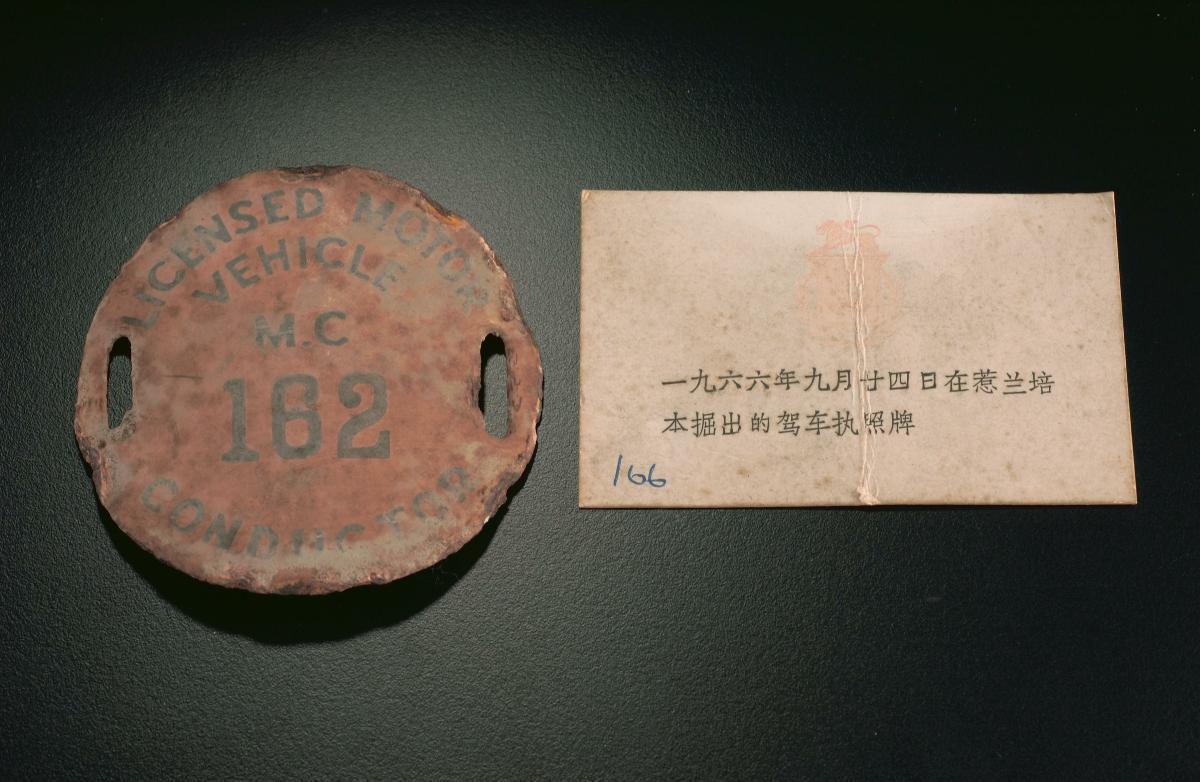 LICENSED MOTOR
VEHICLE
M.C
162
CONDUCTOR
一九六六年九月廿四日在惹兰培
本掘出的驾车执照牌
166